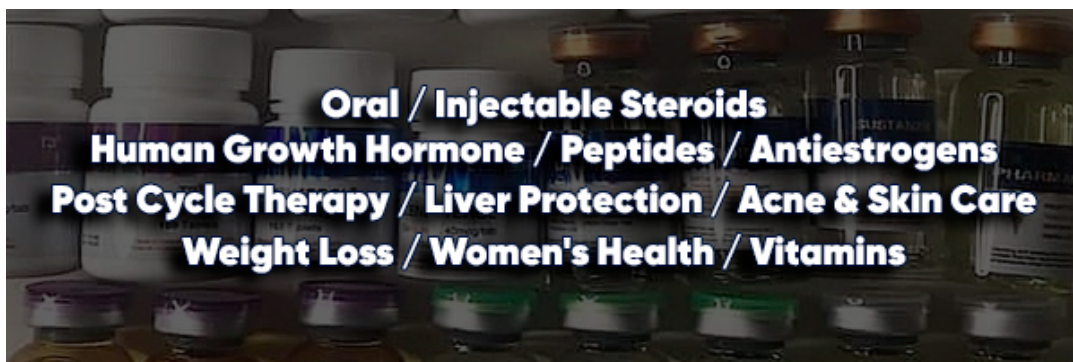 Oral / Injectable Steroids
Human Growth Hormone / Peptides / Antiestrogens
Post Cycle Therapy / Liver Protection / Acne & Skin Care
Weight Loss / Women's Health / Vitamins